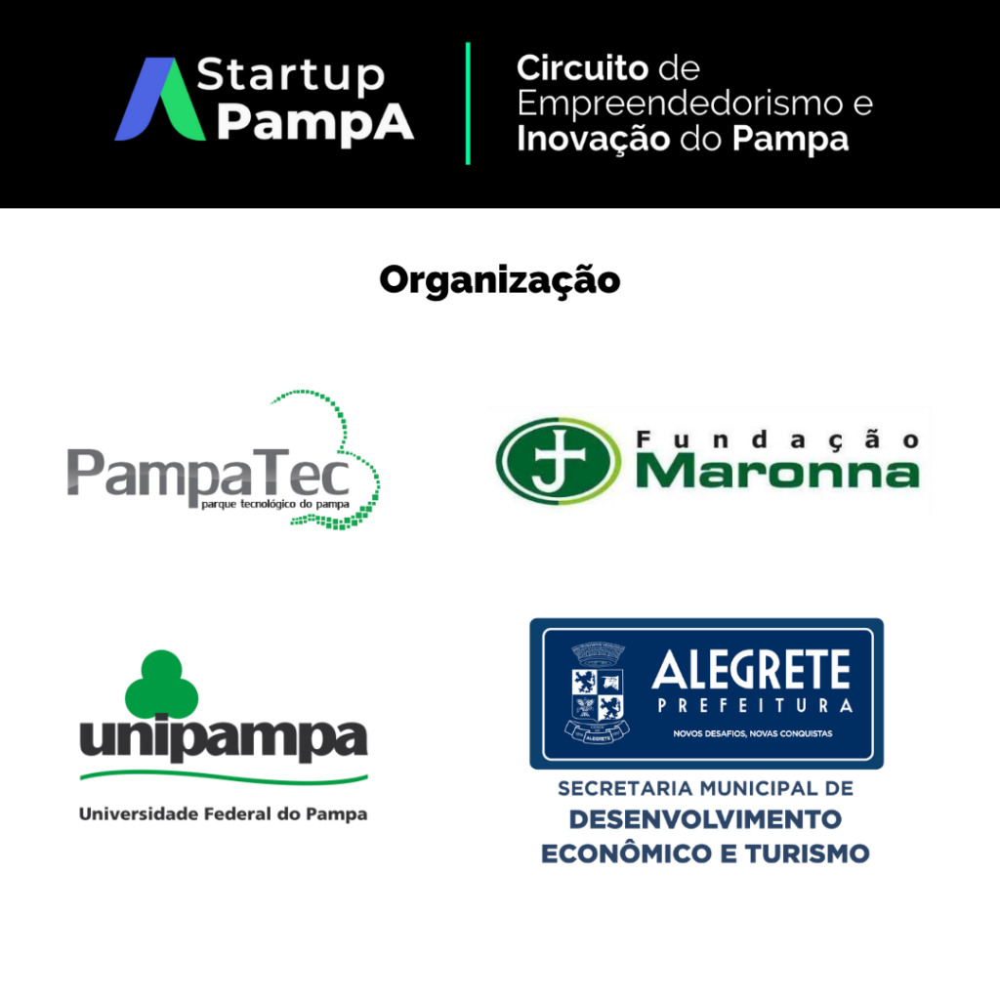 Startup
PampA
Circuito de
Empreendedorismo e
Inovação do Pampa
Organização
PampaTec
parque tecnológico do pampa
Fundação
Maronna
unipampa
Universidade Federal do Pampa
ALEGRETE
PREFEITURA
NOVOS DESAFIOS, NOVAS CONQUISTAS
ALEGRETE
SECRETARIA MUNICIPAL DE
DESENVOLVIMENTO
ECONÔMICO E TURISMO